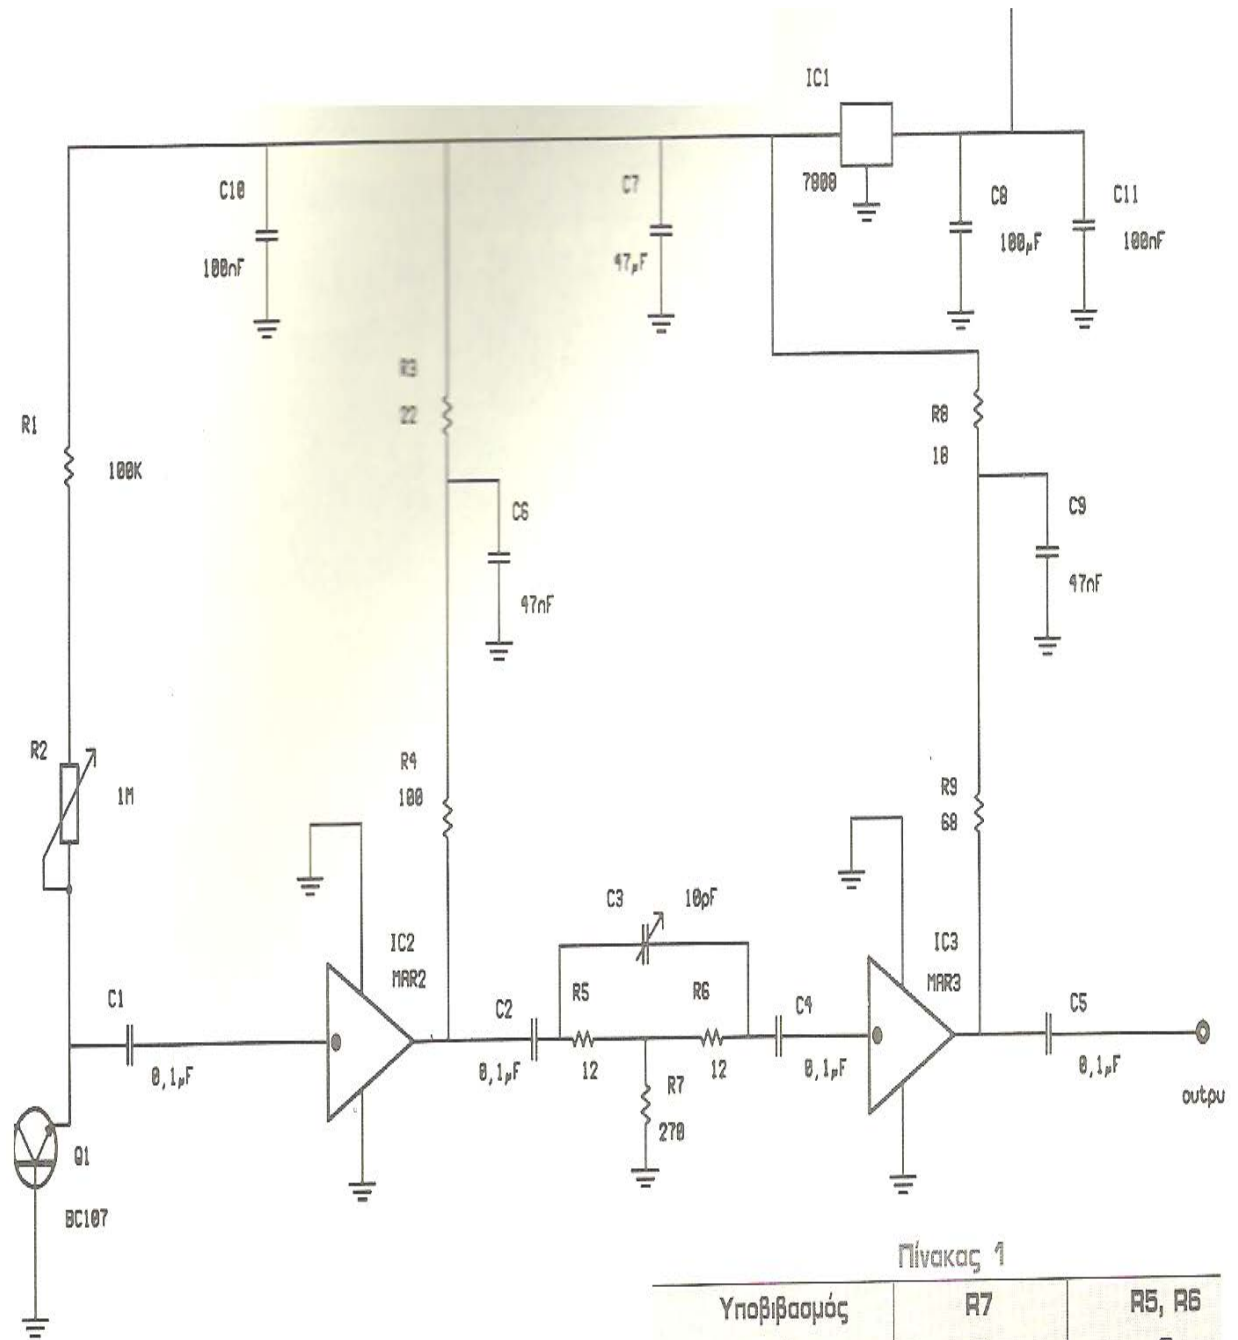 IC1
7808
C10
100nF
C7
47µF
C8
100µF
C11
100nF
R3
22
R1
100K
R8
18
C6
47nF
C9
47nF
R2
1M
R4
100
R9
68
C3
10pF
IC2
MAR2
IC3
MAR3
C1
0,1µF
C2
0,1µF
R5
12
R6
12
C4
0,1µF
C5
0,1µF
R7
270
outpu
Q1
BC107
Πίνακας 1
Υποβιβασμός R7 R5, R6